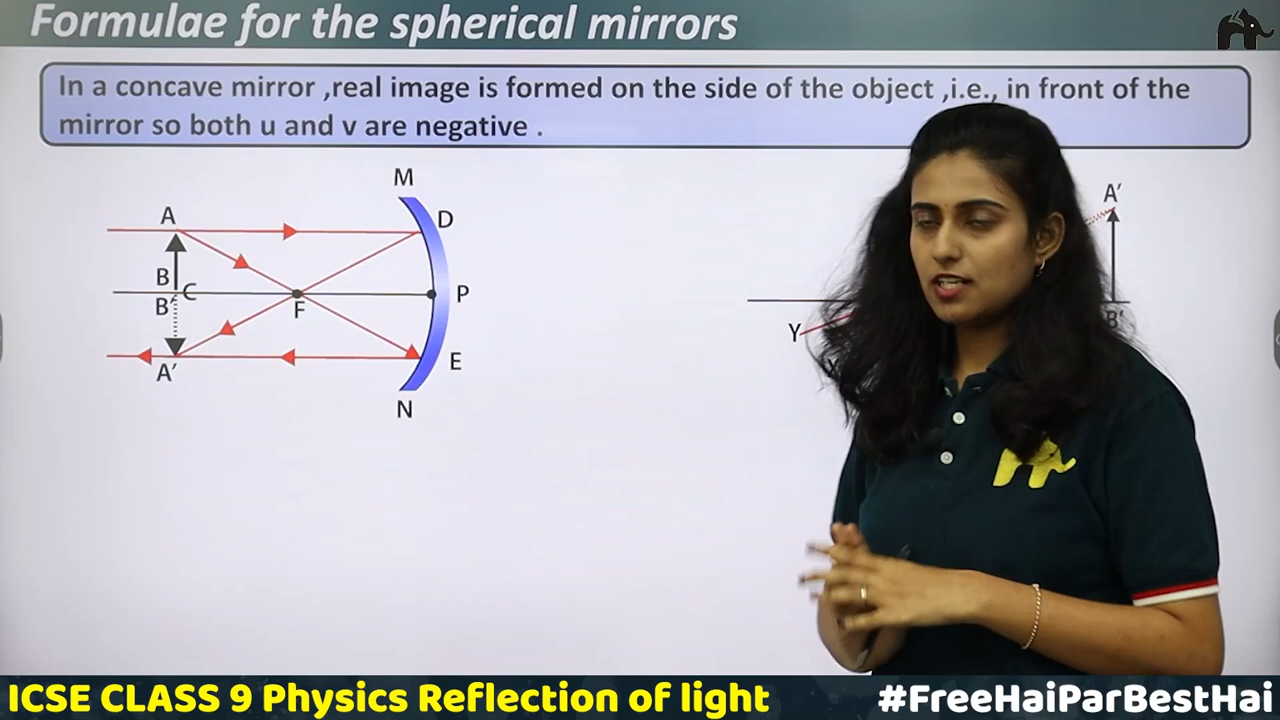 Formulae for the spherical mirrors
In a concave mirror ,real image is formed on the side of the object ,i.e., in front of the
mirror so both u and v are negative .
M
A
D
B
C
P
B′
F
A′
E
N
A′
Y
B′
ICSE CLASS 9 Physics Reflection of light
#FreeHaiParBestHai